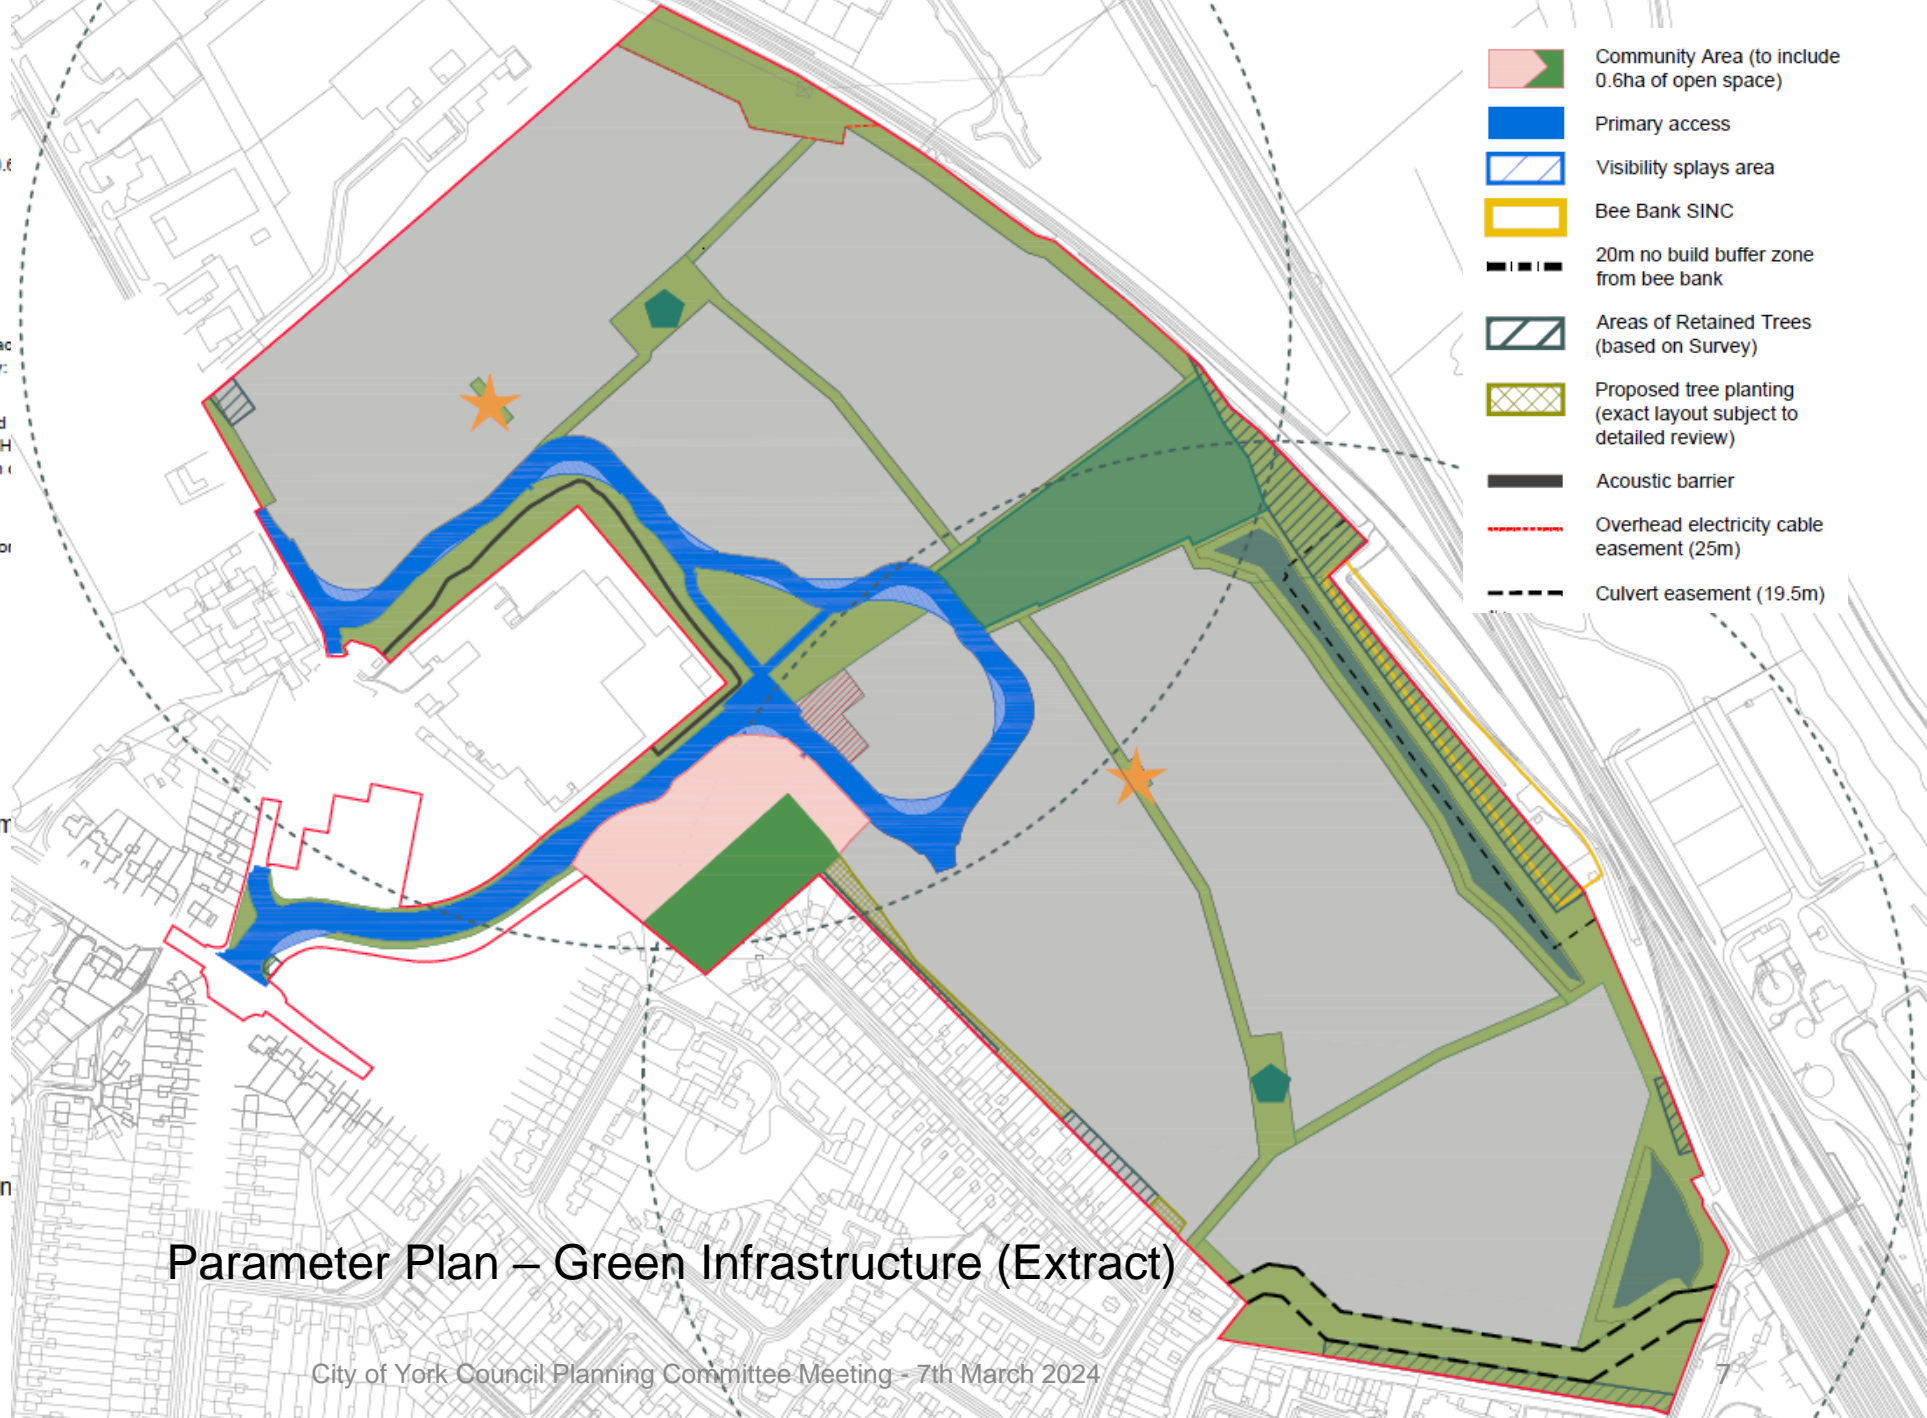 Community Area (to include
0.6ha of open space)
Primary access
Visibility splays area
Bee Bank SINC
20m no build buffer zone
from bee bank
Areas of Retained Trees
(based on Survey)
Proposed tree planting
(exact layout subject to
detailed review)
Acoustic barrier
Overhead electricity cable
easement (25m)
Culvert easement (19.5m)
Parameter Plan – Green Infrastructure (Extract)
City of York Council Planning Committee Meeting - 7th March 2024
7